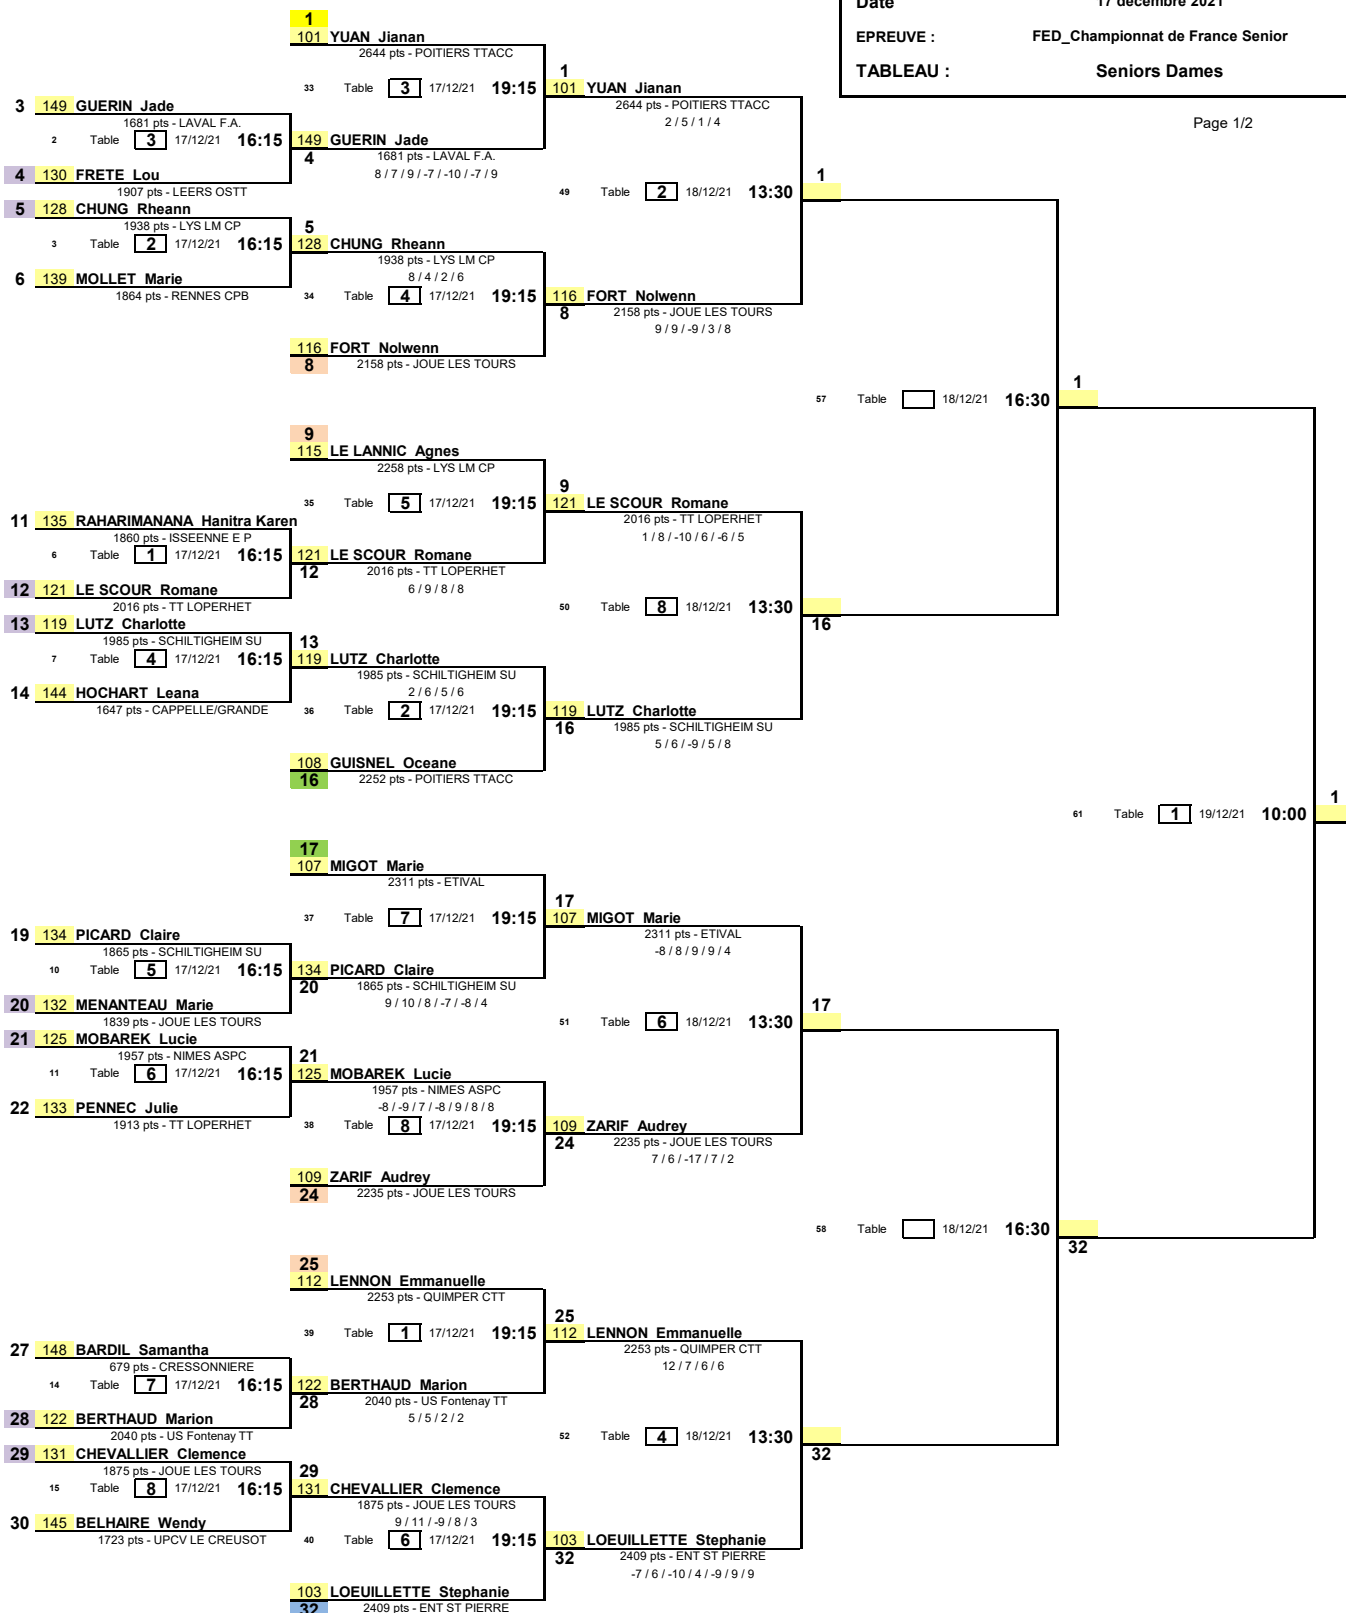 Date 17 décembre 2021
EPREUVE : FED_Championnat de France Senior
TABLEAU : Seniors Dames
Page 1/2
1
101 YUAN Jianan
2644 pts - POITIERS TTACC
33 Table 3 17/12/21 19:15
1
101 YUAN Jianan
2644 pts - POITIERS TTACC
2 / 5 / 1 / 4
3 149 GUERIN Jade
1681 pts - LAVAL F.A.
2 Table 3 17/12/21 16:15
149 GUERIN Jade
4
1681 pts - LAVAL F.A.
8 / 7 / 9 / -7 / -10 / -7 / 9
4 130 FRETE Lou
1907 pts - LEERS OSTT
49 Table 2 18/12/21 13:30
1
5 128 CHUNG Rheann
1938 pts - LYS LM CP
3 Table 2 17/12/21 16:15
5
128 CHUNG Rheann
1938 pts - LYS LM CP
8 / 4 / 2 / 6
6 139 MOLLET Marie
1864 pts - RENNES CPB
34 Table 4 17/12/21 19:15
116 FORT Nolwenn
8
2158 pts - JOUE LES TOURS
9 / 9 / -9 / 3 / 8
116 FORT Nolwenn
8
2158 pts - JOUE LES TOURS
57 Table 18/12/21 16:30
1
9
115 LE LANNIC Agnes
2258 pts - LYS LM CP
35 Table 5 17/12/21 19:15
9
121 LE SCOUR Romane
2016 pts - TT LOPERHET
1 / 8 / -10 / 6 / -6 / 5
11 135 RAHARIMANANA Hanitra Karen
1860 pts - ISSEENNE E P
6 Table 1 17/12/21 16:15
121 LE SCOUR Romane
12
2016 pts - TT LOPERHET
6 / 9 / 8 / 8
12 121 LE SCOUR Romane
2016 pts - TT LOPERHET
50 Table 8 18/12/21 13:30
16
13 119 LUTZ Charlotte
1985 pts - SCHILTIGHEIM SU
7 Table 4 17/12/21 16:15
13
119 LUTZ Charlotte
1985 pts - SCHILTIGHEIM SU
2 / 6 / 5 / 6
14 144 HOCHART Leana
1647 pts - CAPPELLE/GRANDE
36 Table 2 17/12/21 19:15
119 LUTZ Charlotte
16
1985 pts - SCHILTIGHEIM SU
5 / 6 / -9 / 5 / 8
108 GUISNEL Oceane
16
2252 pts - POITIERS TTACC
61 Table 1 19/12/21 10:00
1
17
107 MIGOT Marie
2311 pts - ETIVAL
37 Table 7 17/12/21 19:15
17
107 MIGOT Marie
2311 pts - ETIVAL
-8 / 8 / 9 / 9 / 4
19 134 PICARD Claire
1865 pts - SCHILTIGHEIM SU
10 Table 5 17/12/21 16:15
134 PICARD Claire
20
1865 pts - SCHILTIGHEIM SU
9 / 10 / 8 / -7 / -8 / 4
20 132 MENANTEAU Marie
1839 pts - JOUE LES TOURS
51 Table 6 18/12/21 13:30
17
21 125 MOBAREK Lucie
1957 pts - NIMES ASPC
11 Table 6 17/12/21 16:15
21
125 MOBAREK Lucie
1957 pts - NIMES ASPC
-8 / -9 / 7 / -8 / 9 / 8 / 8
22 133 PENNEC Julie
1913 pts - TT LOPERHET
38 Table 8 17/12/21 19:15
109 ZARIF Audrey
24
2235 pts - JOUE LES TOURS
7 / 6 / -17 / 7 / 2
109 ZARIF Audrey
24
2235 pts - JOUE LES TOURS
58 Table 18/12/21 16:30
32
25
112 LENNON Emmanuelle
2253 pts - QUIMPER CTT
39 Table 1 17/12/21 19:15
25
112 LENNON Emmanuelle
2253 pts - QUIMPER CTT
12 / 7 / 6 / 6
27 148 BARDIL Samantha
679 pts - CRESSONNIERE
14 Table 7 17/12/21 16:15
122 BERTHAUD Marion
28
2040 pts - US Fontenay TT
5 / 5 / 2 / 2
28 122 BERTHAUD Marion
2040 pts - US Fontenay TT
52 Table 4 18/12/21 13:30
32
29 131 CHEVALLIER Clemence
1875 pts - JOUE LES TOURS
15 Table 8 17/12/21 16:15
29
131 CHEVALLIER Clemence
1875 pts - JOUE LES TOURS
9 / 11 / -9 / 8 / 3
30 145 BELHAIRE Wendy
1723 pts - UPCV LE CREUSOT
40 Table 6 17/12/21 19:15
103 LOEUILLETTE Stephanie
32
2409 pts - ENT ST PIERRE
-7 / 6 / -10 / 4 / -9 / 9 / 9
103 LOEUILLETTE Stephanie
32
2409 pts - ENT ST PIERRE